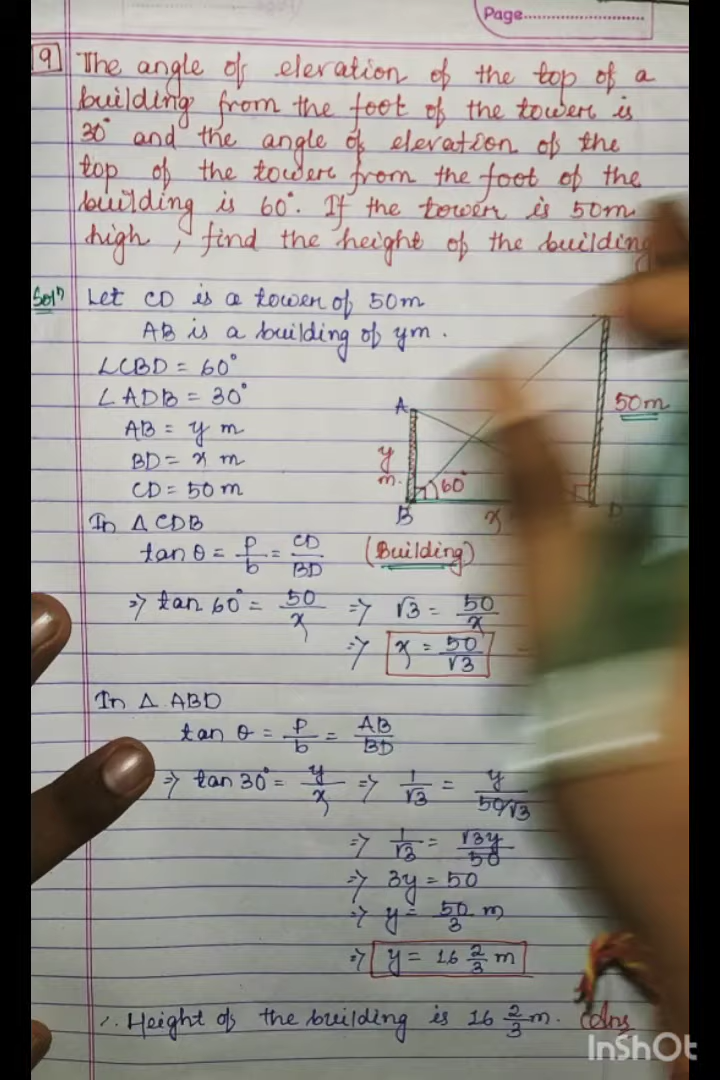 Page
9 The angle of elevation of the top of a
building from the foot of the tower is
30° and the angle of elevation of the
top of the tower from the foot of the
building is 60°. If the tower is 50m
high, find the height of the building
Solⁿ Let CD is a tower of 50m
AB is a building of ym.
∠CBD = 60°
∠ADB = 30°
AB = y m
BD = x m
CD = 50m
A
y
m.
60°
50m
B
x
D
(Building)
In △ CDB
tan θ = P/b = CD/BD
⇒ tan 60° = 50/x ⇒ √3 = 50/x
⇒ x = 50/√3
In △ ABD
tan θ = P/b = AB/BD
⇒ tan 30° = y/x ⇒ 1/√3 = y/50/√3
⇒ 1/√3 = √3y/50
⇒ 3y = 50
⇒ y = 50/3 m
⇒ y = 16 2/3 m
∴ Height of the building is 16 2/3 m. (Ans
InShOt